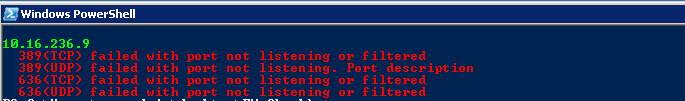 Windows PowerShell
10.16.236.9
389(TCP) failed with port not listening or filtered
389(UDP) failed with port not listening. Port description
636(TCP) failed with port not listening or filtered
636(UDP) failed with port not listening or filtered